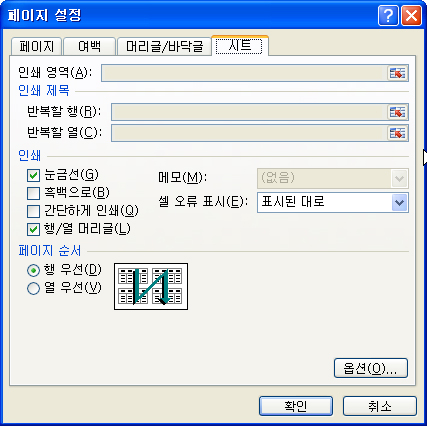 페이지 설정
페이지 여백 머리글/바닥글 시트
인쇄 영역(A):
인쇄 제목
반복할 행(R):
반복할 열(C):
인쇄
눈금선(G) 메모(M): (없음)
흑백으로(B) 셀 오류 표시(E): 표시된 대로
간단하게 인쇄(Q)
행/열 머리글(L)
페이지 순서
행 우선(D)
열 우선(V)
옵션(O)...
확인 취소